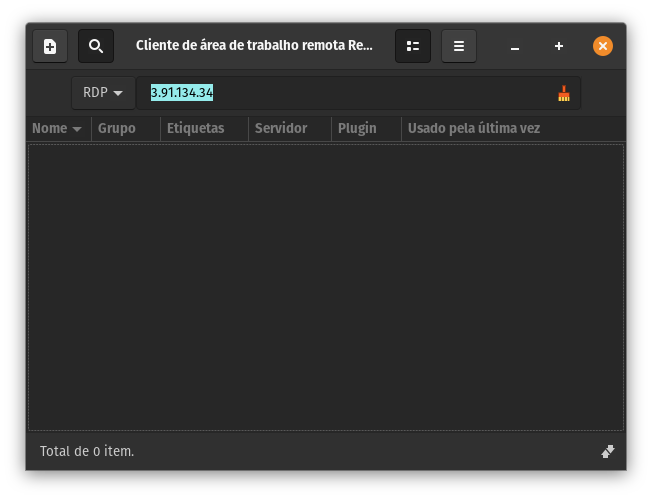 Cliente de área de trabalho remota Re...
RDP 3.91.134.34
Nome Grupo Etiquetas Servidor Plugin Usado pela última vez
Total de 0 item.